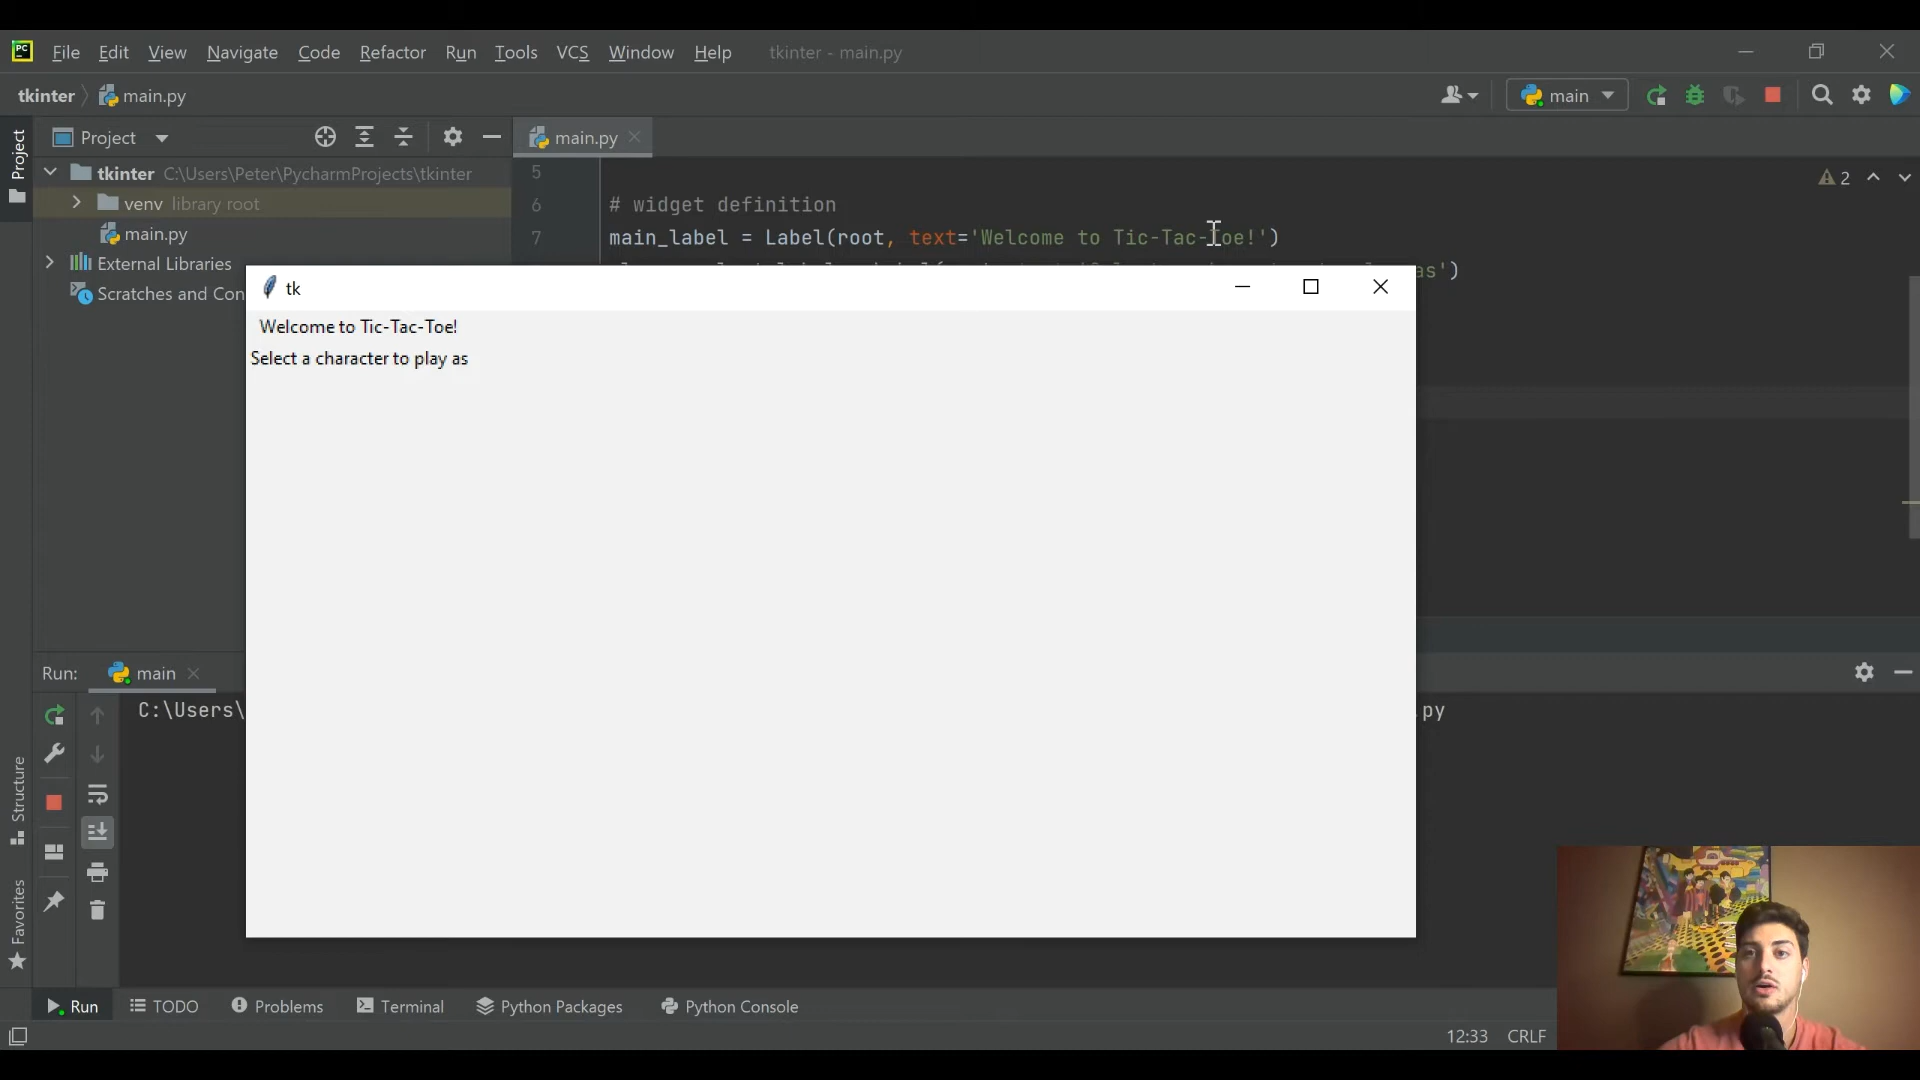 PC File Edit View Navigate Code Refactor Run Tools VCS Window Help tkinter - main.py
tkinter main.py main
Project main.py
Project
tkinter C:\Users\Peter\PycharmProjects\tkinter
venv library root
main.py
External Libraries
Scratches and Con
5
6 # widget definition
7 main_label = Label(root, text='Welcome to Tic-Tac-Toe!')
as')
2
tk
Welcome to Tic-Tac-Toe!
Select a character to play as
Run: main
C:\Users\ .py
Structure
Favorites
Run TODO Problems Terminal Python Packages Python Console
12:33 CRLF